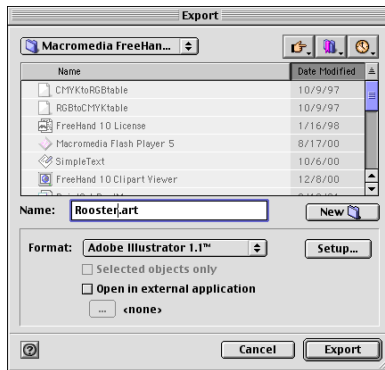 Export
Macromedia FreeHan...
Name Date Modified
CMYKtoRGBtable 10/9/97
RGBtoCMYKtable 10/9/97
FreeHand 10 License 1/16/98
Macromedia Flash Player 5 8/17/00
SimpleText 10/6/00
FreeHand 10 Clipart Viewer 12/8/00
Name: Rooster.art New
Format: Adobe Illustrator 1.1™ Setup...
Selected objects only
Open in external application
... <none>
? Cancel Export